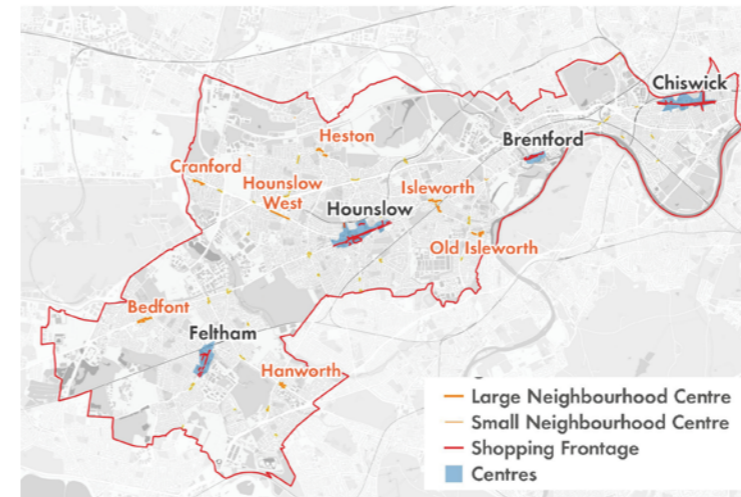 Chiswick
Brentford
Heston
Cranford
Hounslow
West
Isleworth
Hounslow
Old Isleworth
Bedfont
Feltham
Hanworth
Large Neighbourhood Centre
Small Neighbourhood Centre
Shopping Frontage
Centres